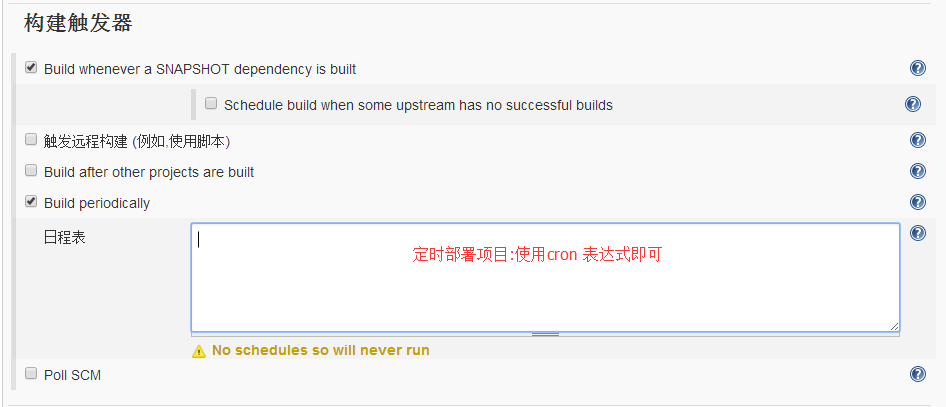 构建触发器
Build whenever a SNAPSHOT dependency is built
Schedule build when some upstream has no successful builds
触发远程构建 (例如,使用脚本)
Build after other projects are built
Build periodically
日程表
定时部署项目:使用cron 表达式即可
No schedules so will never run
Poll SCM